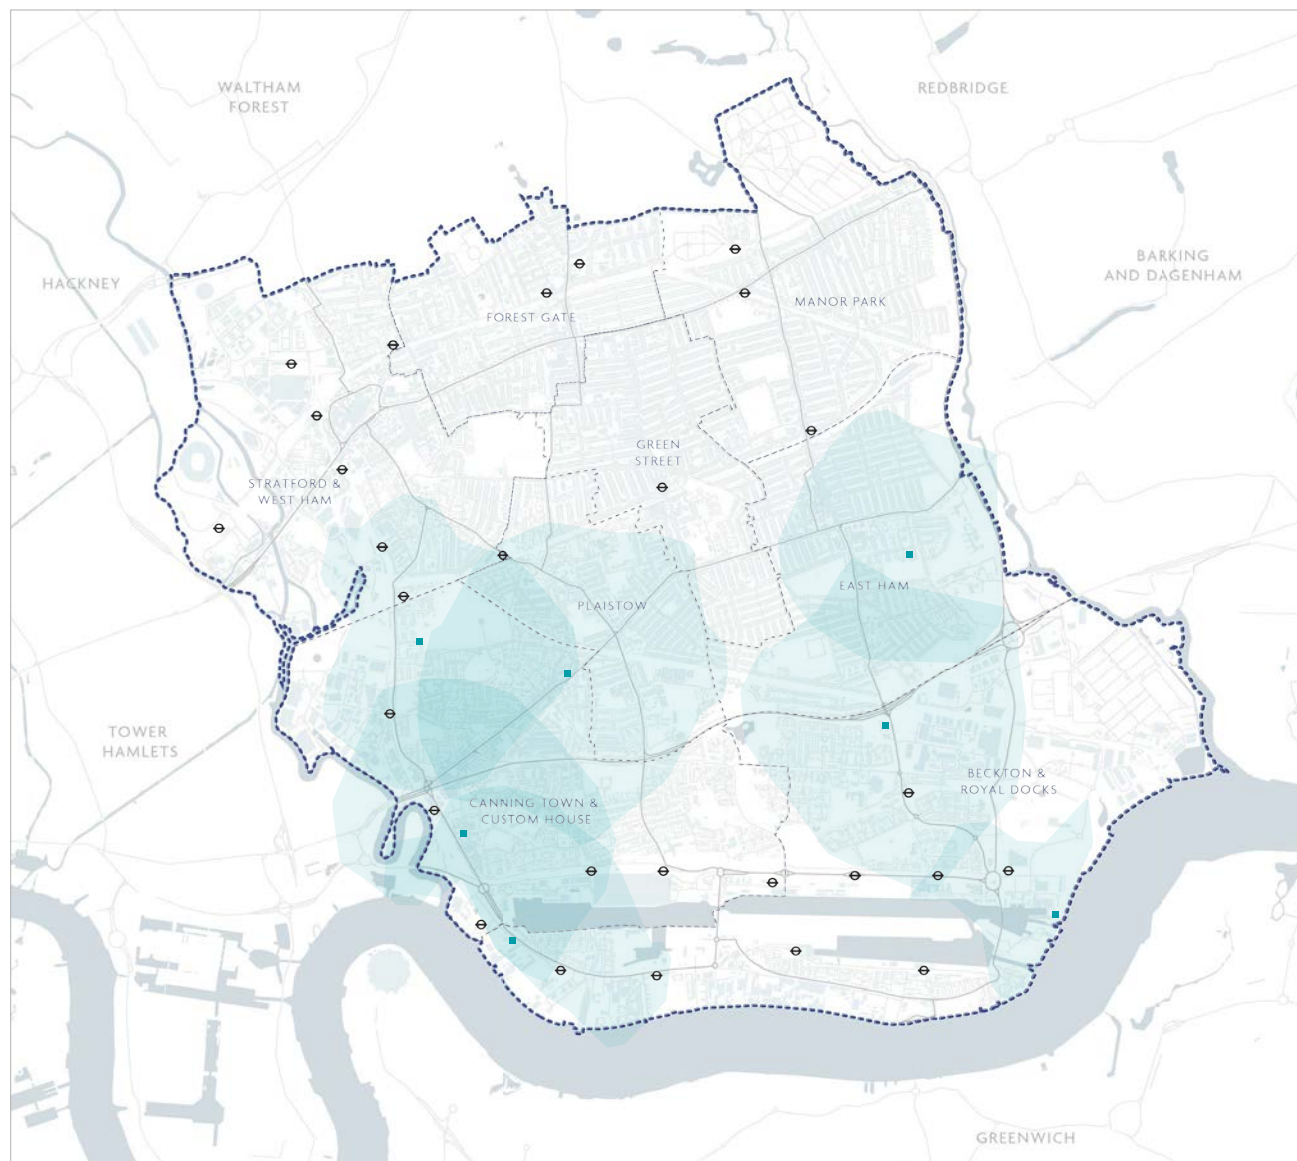 WALTHAM
FOREST
REDBRIDGE
HACKNEY
BARKING
AND DAGENHAM
MANOR PARK
FOREST GATE
GREEN
STREET
STRATFORD &
WEST HAM
EAST HAM
PLAISTOW
TOWER
HAMLETS
BECKTON &
ROYAL DOCKS
CANNING TOWN &
CUSTOM HOUSE
GREENWICH